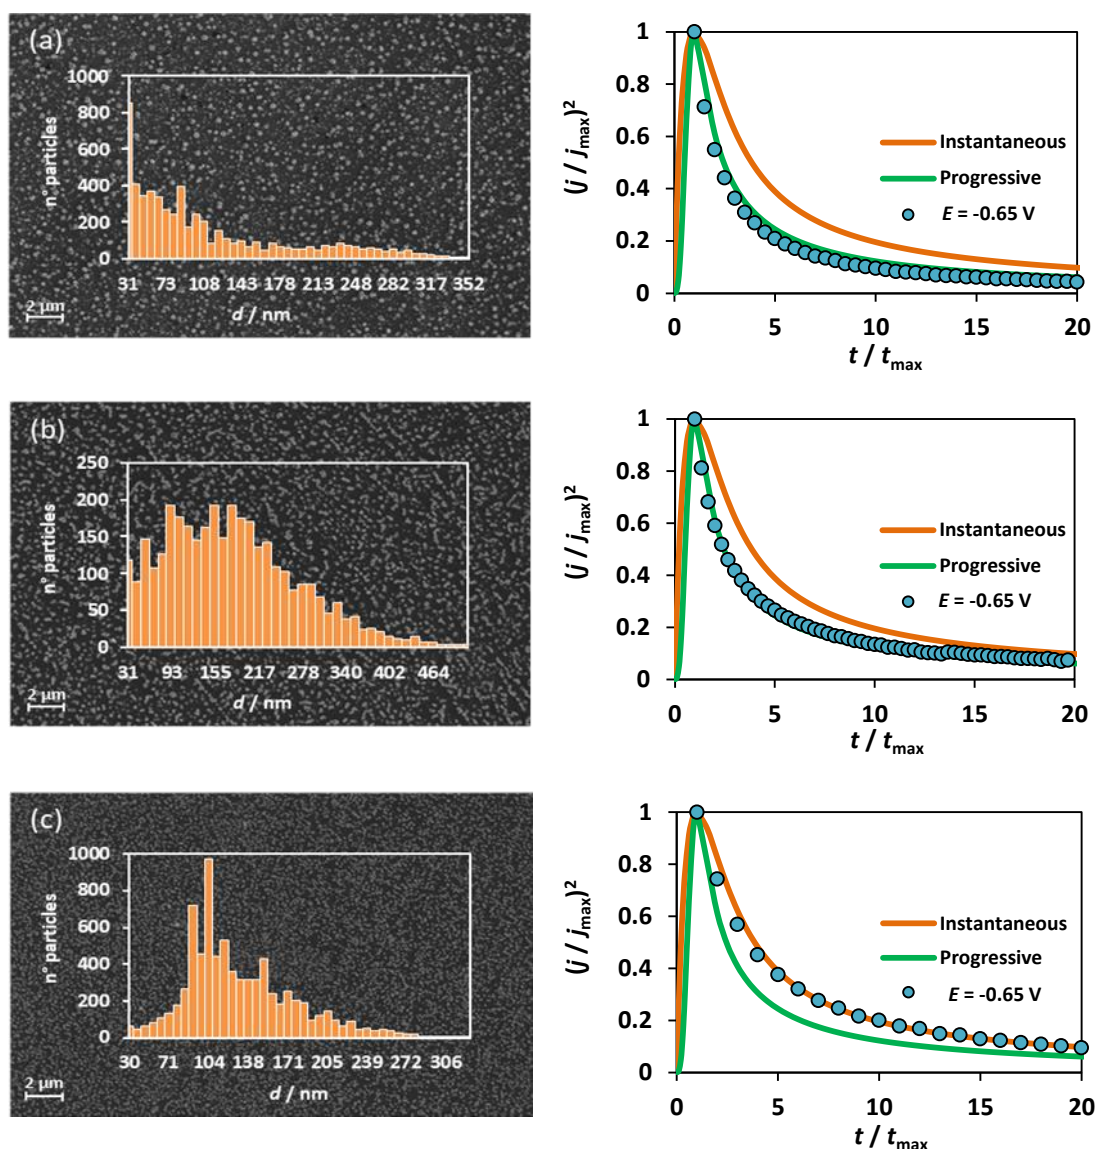 (a)
1000
800
600
400
200
0
n° particles
31 73 108 143 178 213 248 282 317 352
d / nm
2 µm
1
0.8
0.6
0.4
0.2
0
(j / jmax)²
Instantaneous
Progressive
E = -0.65 V
0 5 10 15 20
t / tmax
(b)
250
200
150
100
50
0
n° particles
31 93 155 217 278 340 402 464
d / nm
2 µm
1
0.8
0.6
0.4
0.2
0
(j / jmax)²
Instantaneous
Progressive
E = -0.65 V
0 5 10 15 20
t / tmax
(c)
1000
800
600
400
200
0
n° particles
30 71 104 138 171 205 239 272 306
d / nm
2 µm
1
0.8
0.6
0.4
0.2
0
(j / jmax)²
Instantaneous
Progressive
E = -0.65 V
0 5 10 15 20
t / tmax